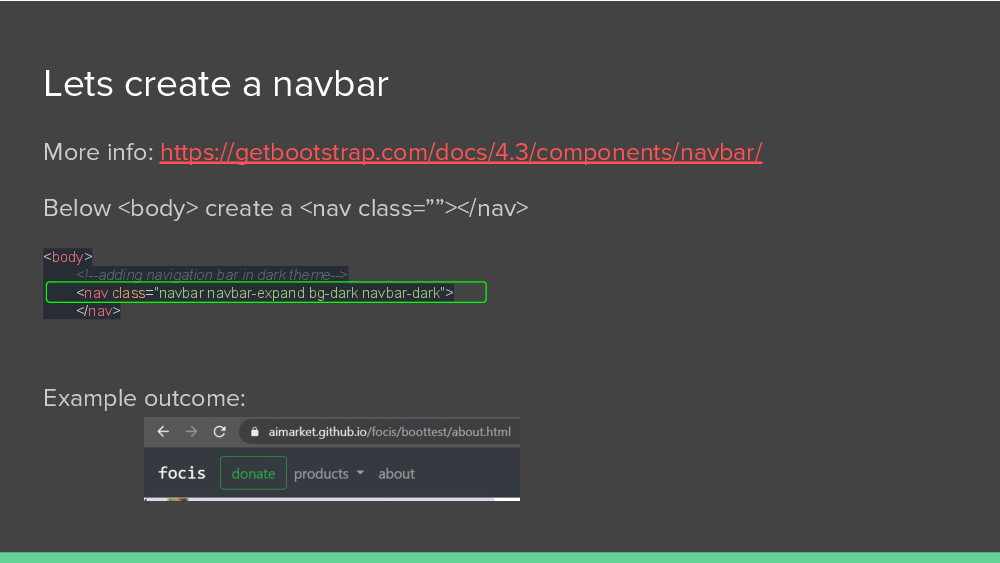 Lets create a navbar
More info: https://getbootstrap.com/docs/4.3/components/navbar/
Below <body> create a <nav class=””></nav>
<body>
<!--adding navigation bar in dark theme-->
<nav class="navbar navbar-expand bg-dark navbar-dark">
</nav>
Example outcome:
aimarket.github.io/focis/boottest/about.html
focis donate products about